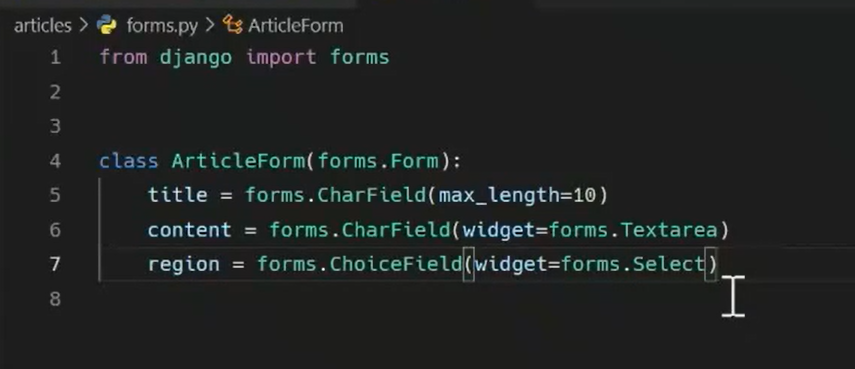 articles > forms.py > ArticleForm
1 from django import forms
2
3
4 class ArticleForm(forms.Form):
5     title = forms.CharField(max_length=10)
6     content = forms.CharField(widget=forms.Textarea)
7     region = forms.ChoiceField(widget=forms.Select)
8